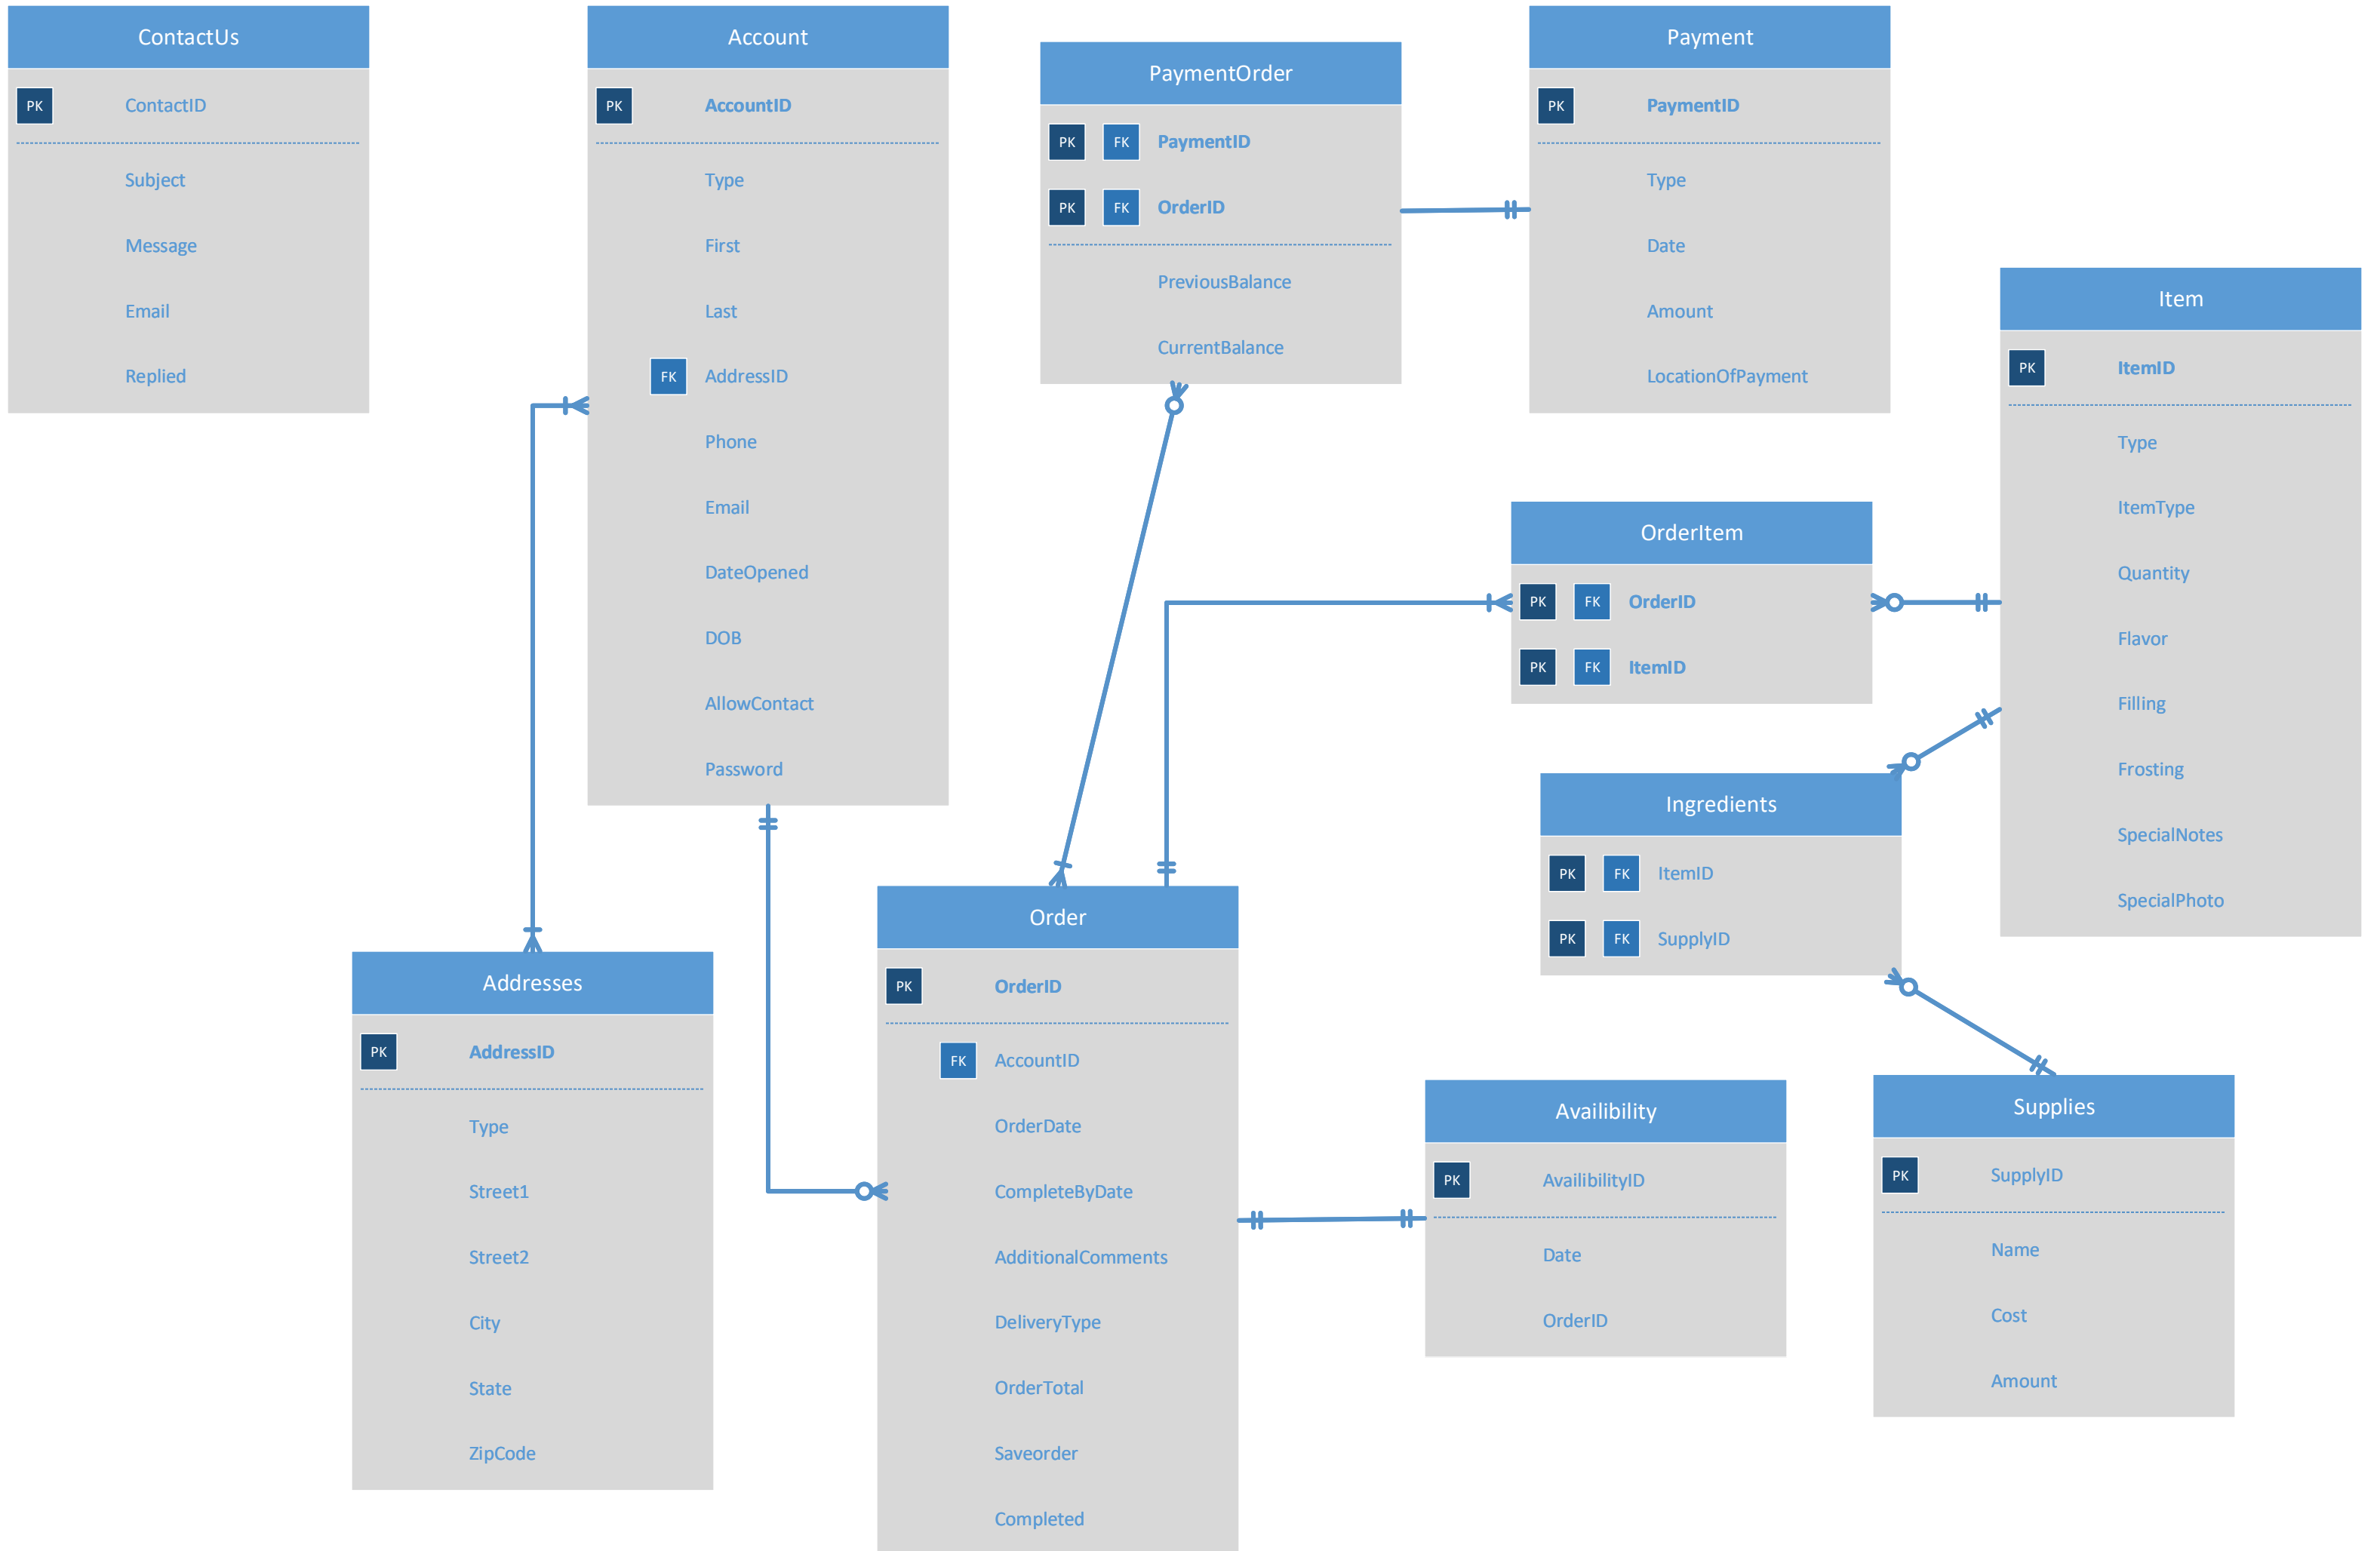 ContactUs
PK ContactID
Subject
Message
Email
Replied
Account
PK AccountID
Type
First
Last
FK AddressID
Phone
Email
DateOpened
DOB
AllowContact
Password
PaymentOrder
PK FK PaymentID
PK FK OrderID
PreviousBalance
CurrentBalance
Payment
PK PaymentID
Type
Date
Amount
LocationOfPayment
Item
PK ItemID
Type
ItemType
Quantity
Flavor
Filling
Frosting
SpecialNotes
SpecialPhoto
OrderItem
PK FK OrderID
PK FK ItemID
Ingredients
PK FK ItemID
PK FK SupplyID
Addresses
PK AddressID
Type
Street1
Street2
City
State
ZipCode
Order
PK OrderID
FK AccountID
OrderDate
CompleteByDate
AdditionalComments
DeliveryType
OrderTotal
Saveorder
Completed
Availibility
PK AvailibilityID
Date
OrderID
Supplies
PK SupplyID
Name
Cost
Amount